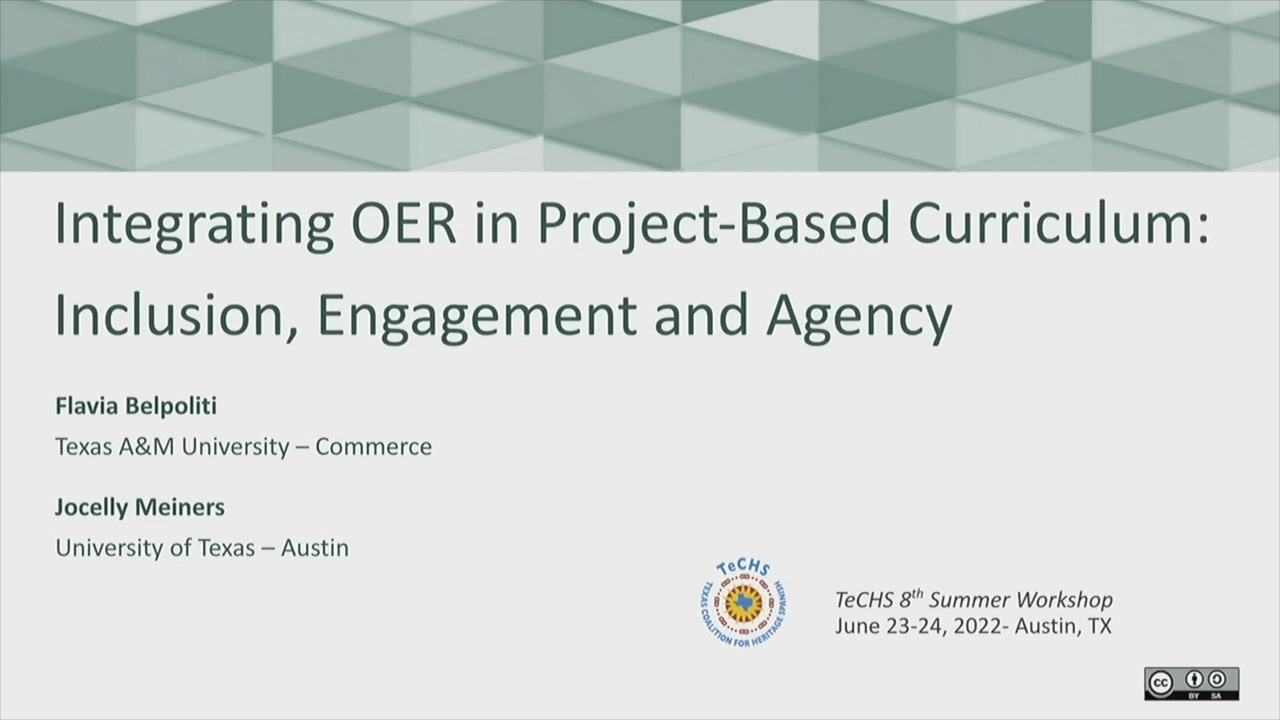 Integrating OER in Project-Based Curriculum:
Inclusion, Engagement and Agency
Flavia Belpoliti
Texas A&M University – Commerce
Jocelly Meiners
University of Texas – Austin
TeCHS
TEXAS COALITION FOR HERITAGE SPANISH
TeCHS 8th Summer Workshop
June 23-24, 2022- Austin, TX
cc
BY SA